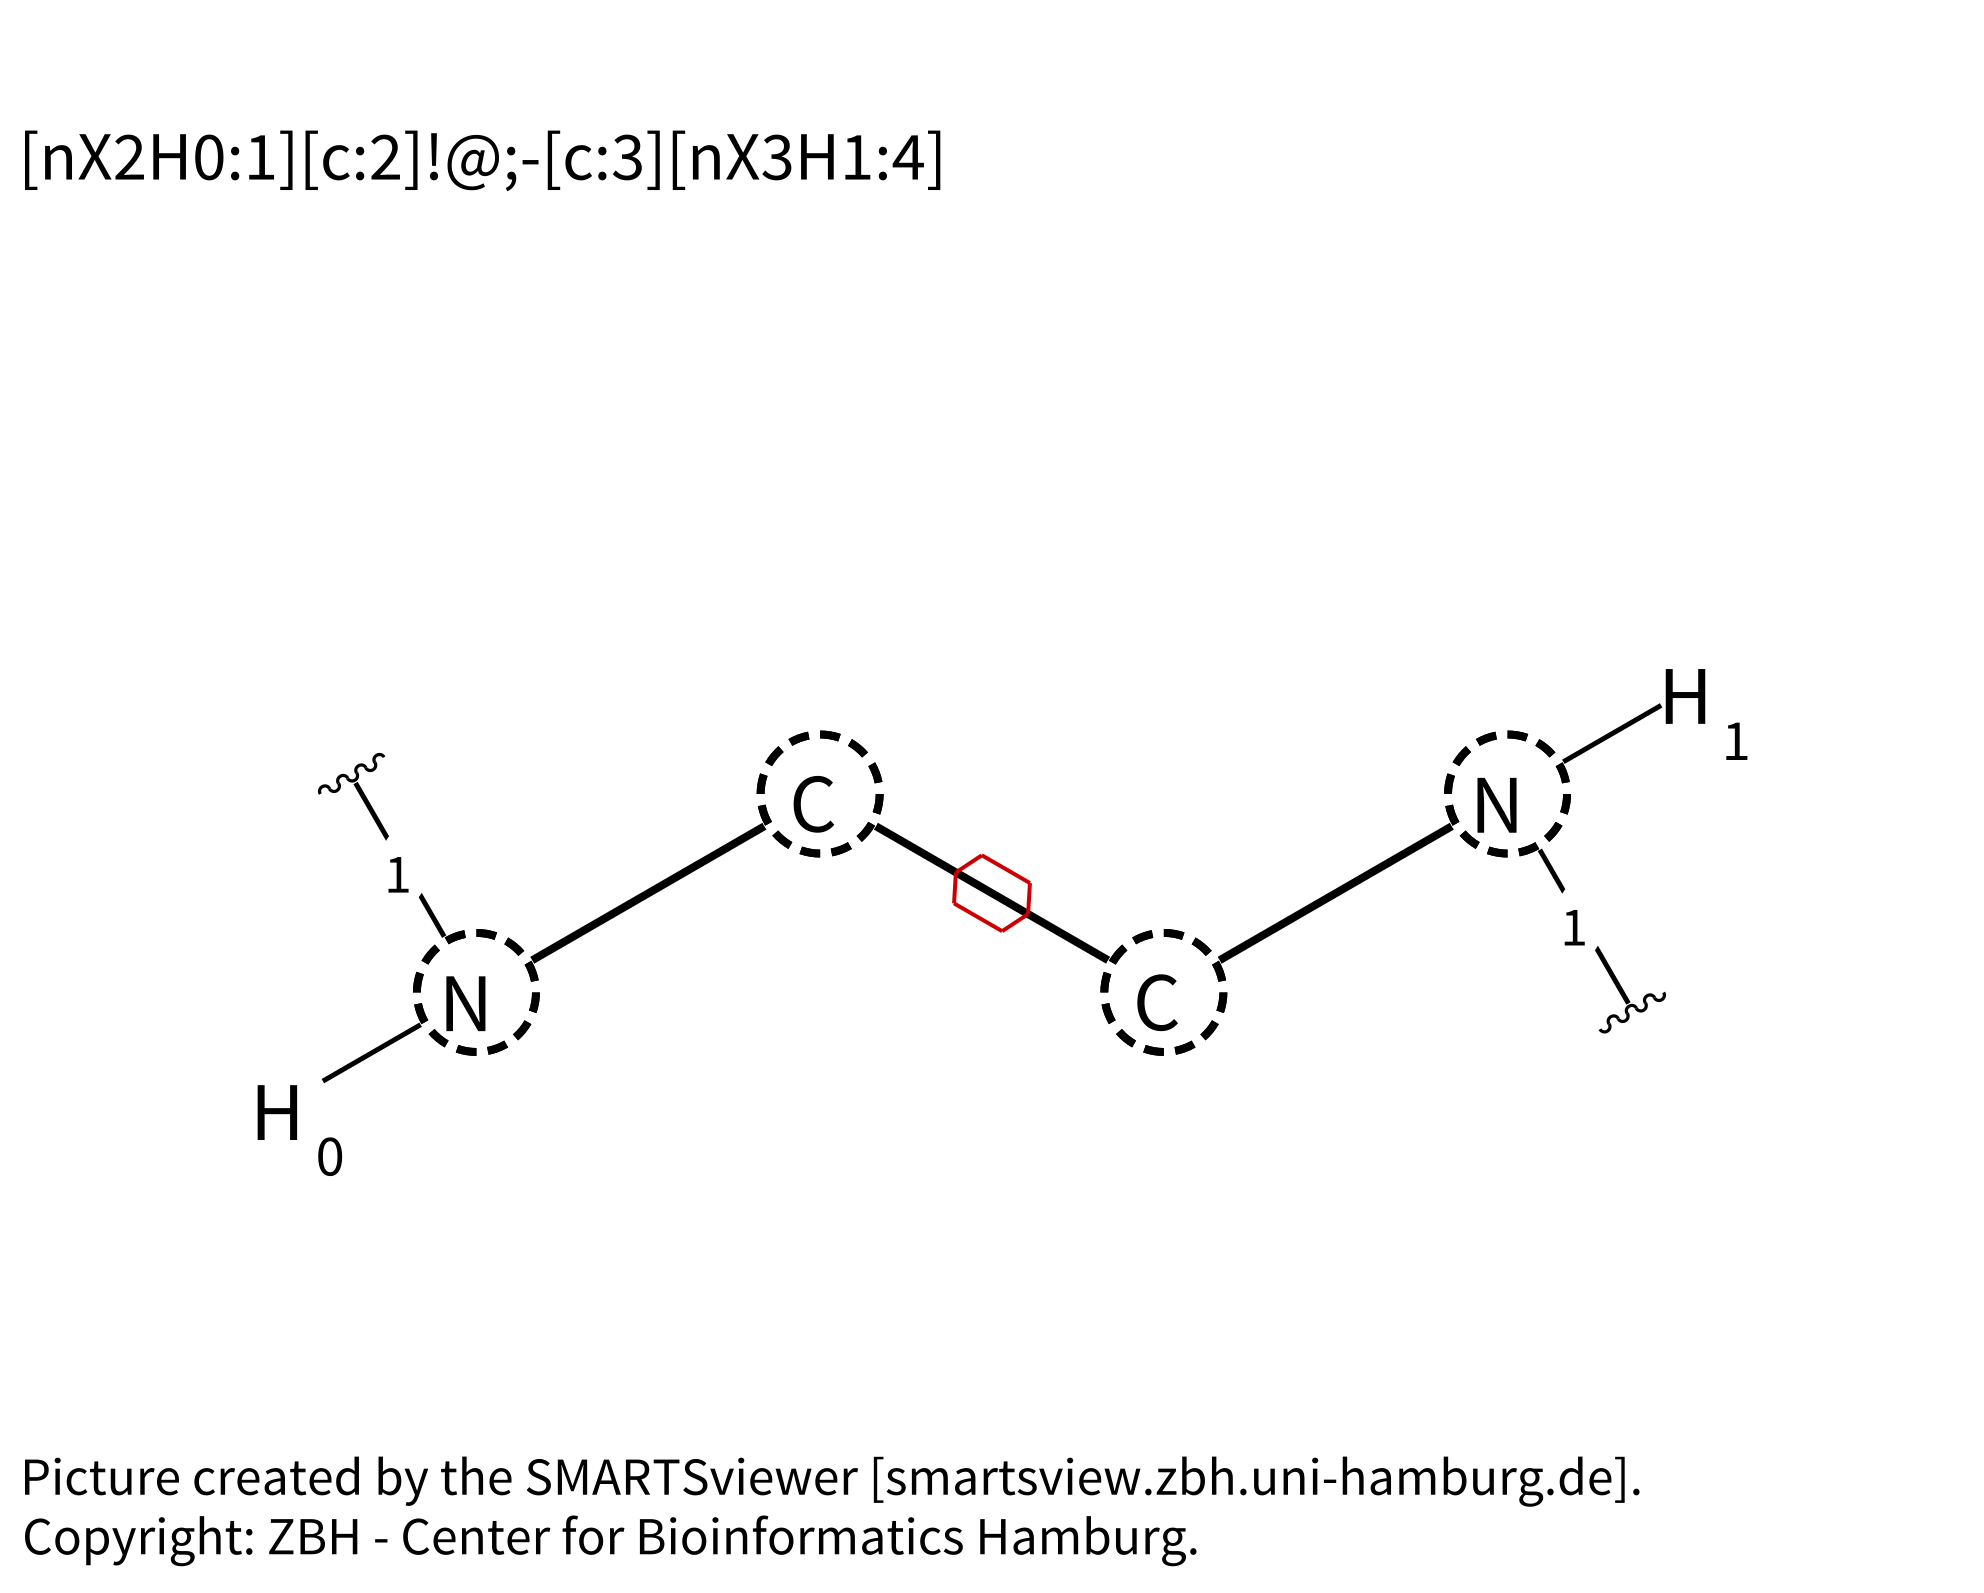 [nX2H0:1][c:2]!@;-[c:3][nX3H1:4]
H 1
C
N
1
1
N
C
H 0
Picture created by the SMARTSviewer [smartsview.zbh.uni-hamburg.de].
Copyright: ZBH - Center for Bioinformatics Hamburg.